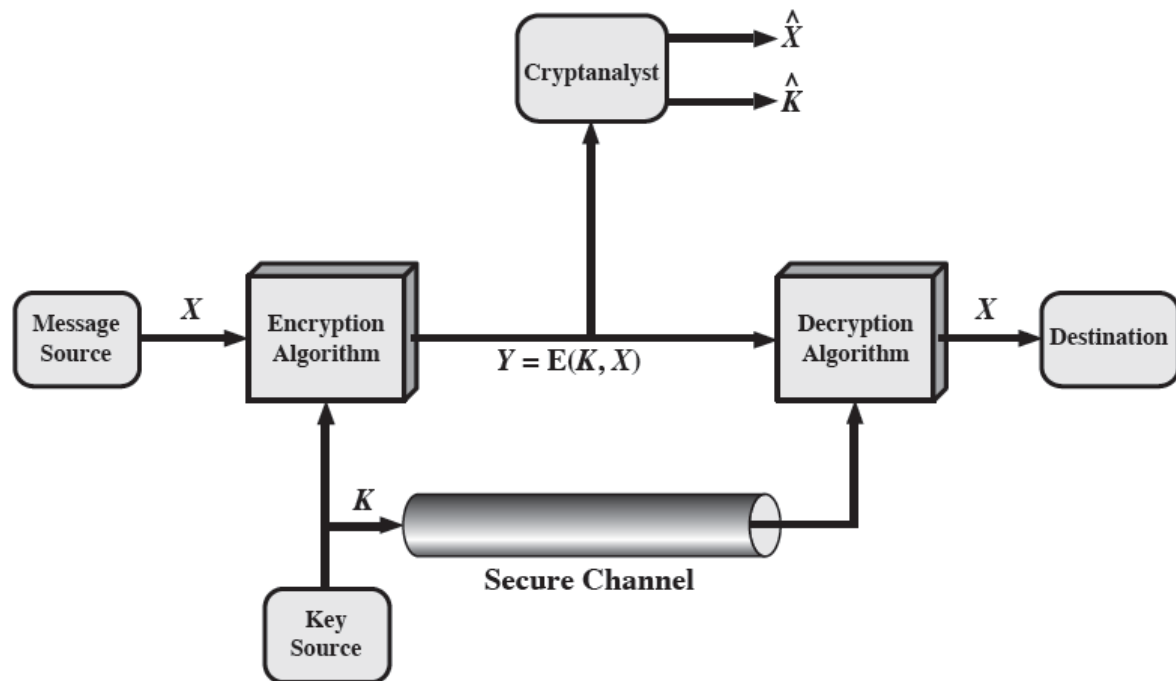 X̂
Cryptanalyst
K̂
Message
Source
X
Encryption
Algorithm
Y = E(K, X)
Decryption
Algorithm
X
Destination
K
Secure Channel
Key
Source